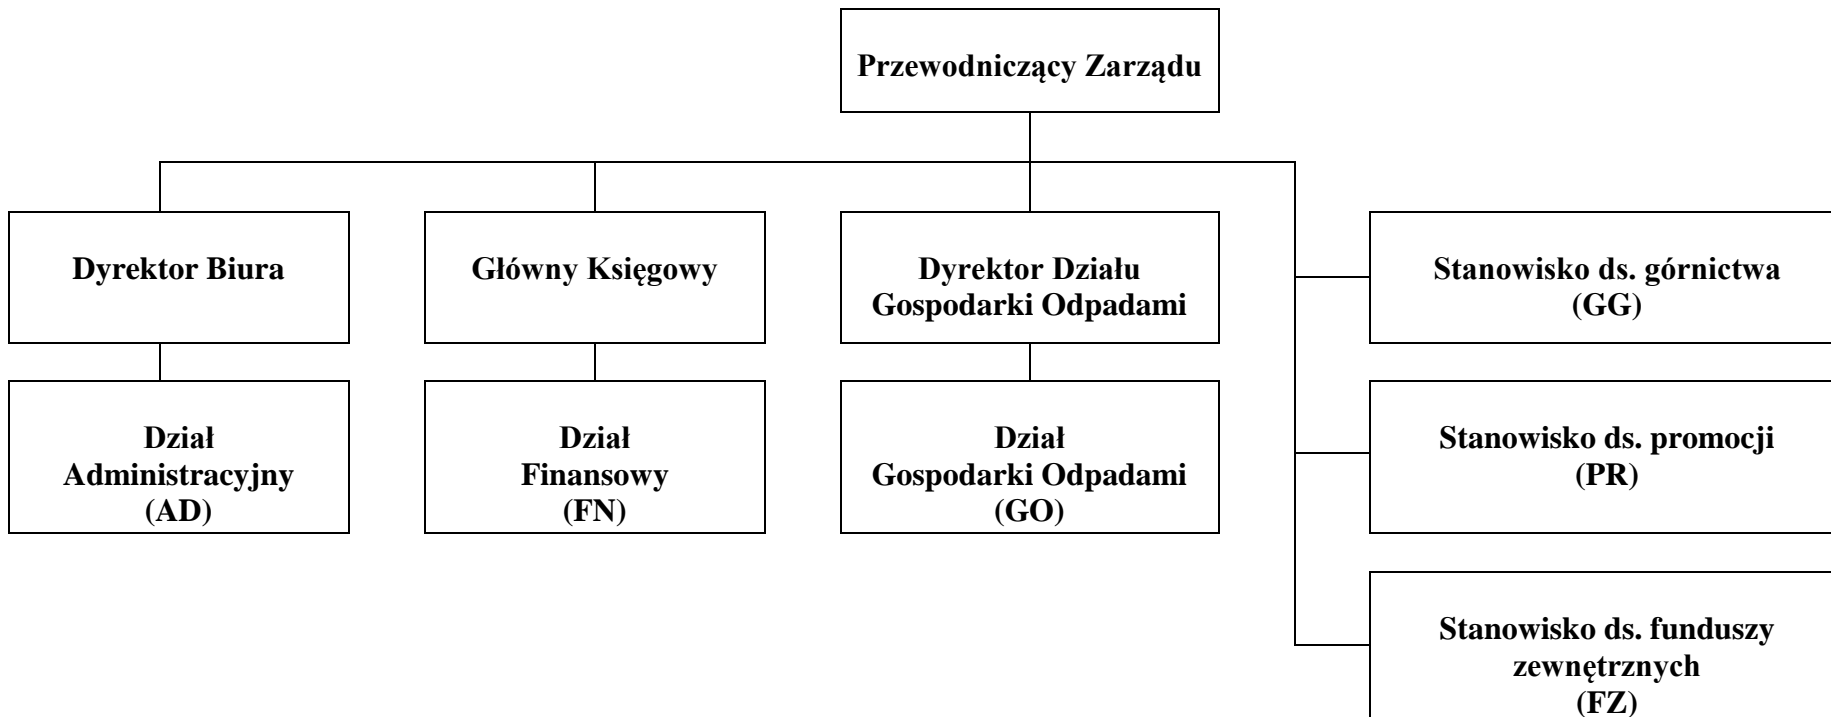 Przewodniczący Zarządu
Dyrektor Biura
Główny Księgowy
Dyrektor Działu
Gospodarki Odpadami
Stanowisko ds. górnictwa
(GG)
Dział
Administracyjny
(AD)
Dział
Finansowy
(FN)
Dział
Gospodarki Odpadami
(GO)
Stanowisko ds. promocji
(PR)
Stanowisko ds. funduszy
zewnętrznych
(FZ)